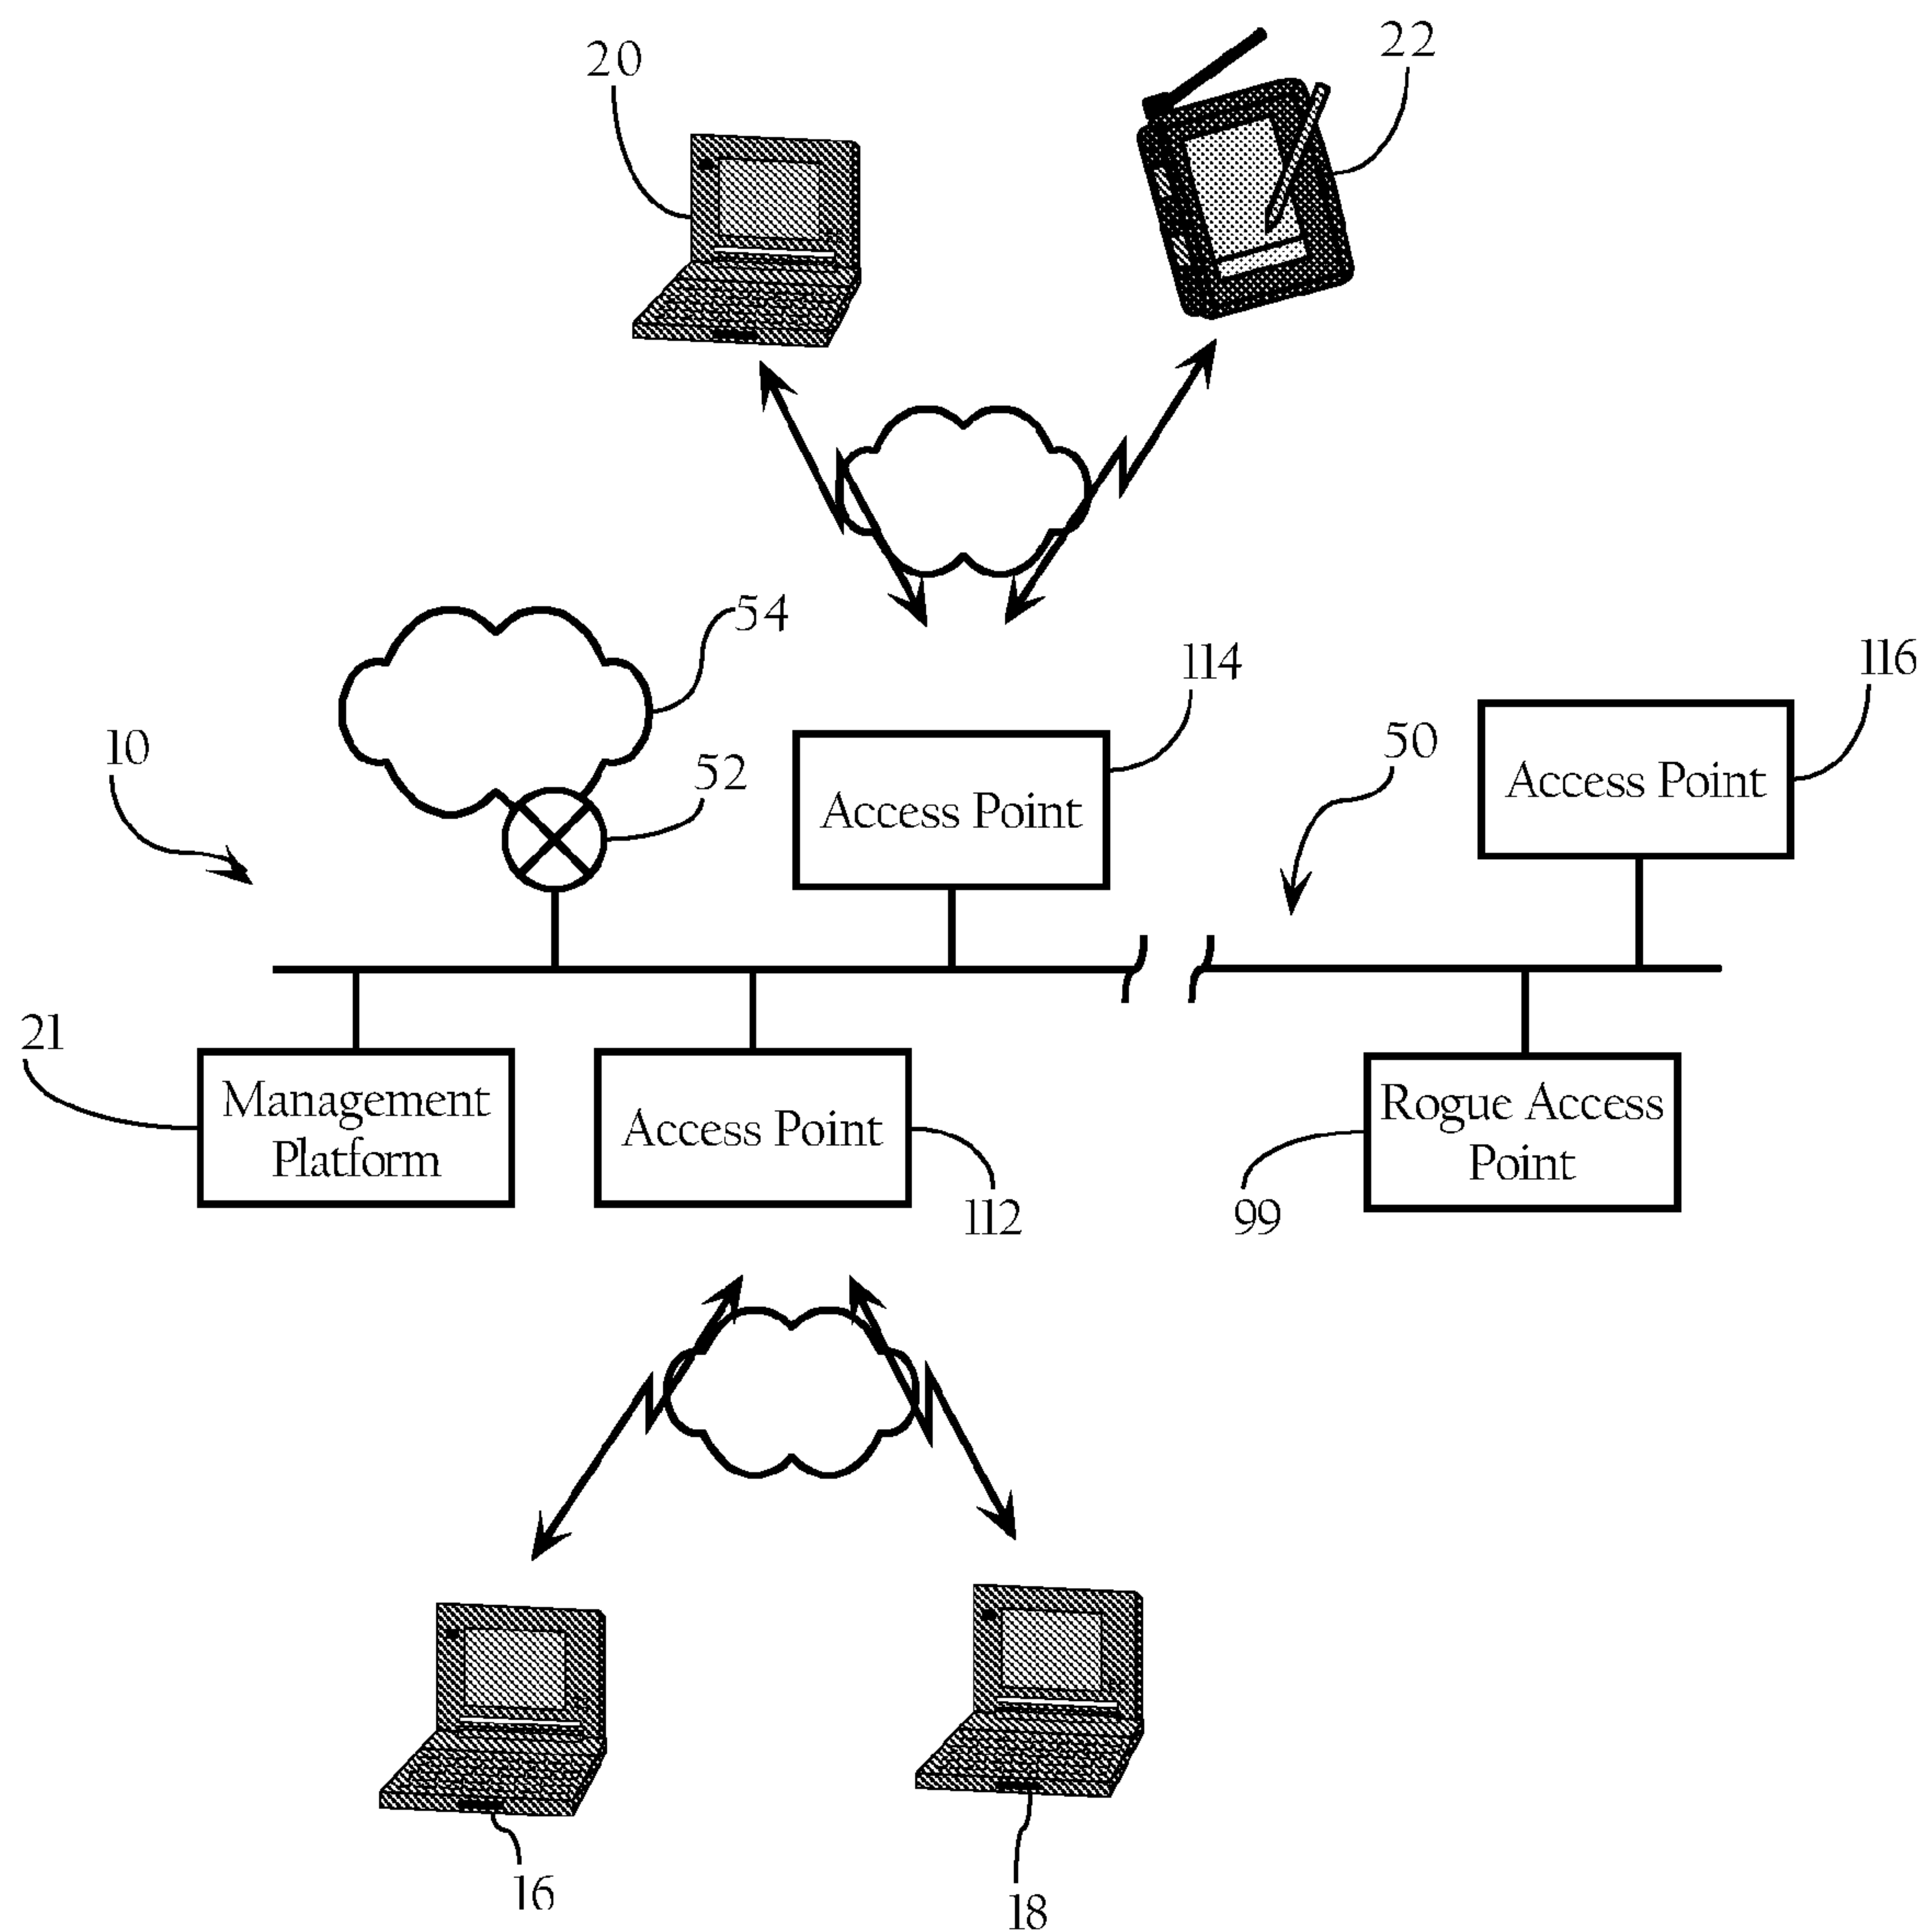 20
22
54
114
116
10
52
50
Access Point
Access Point
21
Management
Platform
Access Point
Rogue Access
Point
112
99
16
18